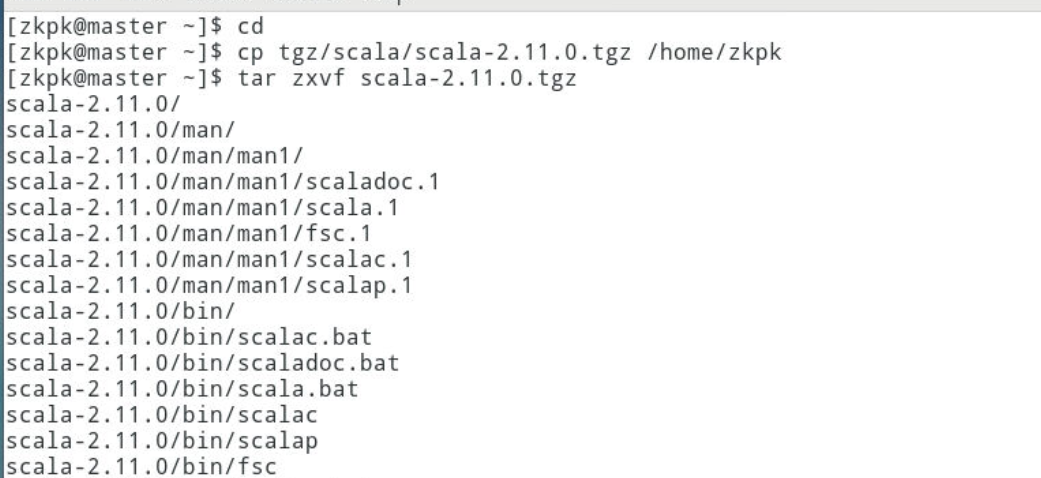 [zkpk@master ~]$ cd
[zkpk@master ~]$ cp tgz/scala/scala-2.11.0.tgz /home/zkpk
[zkpk@master ~]$ tar zxvf scala-2.11.0.tgz
scala-2.11.0/
scala-2.11.0/man/
scala-2.11.0/man/man1/
scala-2.11.0/man/man1/scaladoc.1
scala-2.11.0/man/man1/scala.1
scala-2.11.0/man/man1/fsc.1
scala-2.11.0/man/man1/scalac.1
scala-2.11.0/man/man1/scalap.1
scala-2.11.0/bin/
scala-2.11.0/bin/scalac.bat
scala-2.11.0/bin/scaladoc.bat
scala-2.11.0/bin/scala.bat
scala-2.11.0/bin/scalac
scala-2.11.0/bin/scalap
scala-2.11.0/bin/fsc